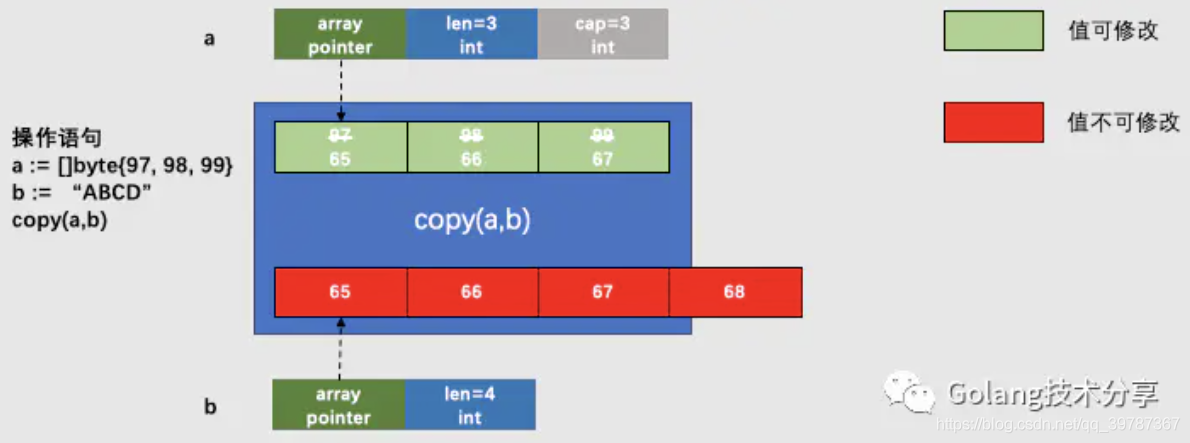 a
array
pointer
len=3
int
cap=3
int
值可修改
值不可修改
操作语句
a := []byte{97, 98, 99}
b := “ABCD”
copy(a,b)
97
98
99
65
66
67
copy(a,b)
65
66
67
68
b
array
pointer
len=4
int
Golang技术分享
https://blog.csdn.net/qq_39787367